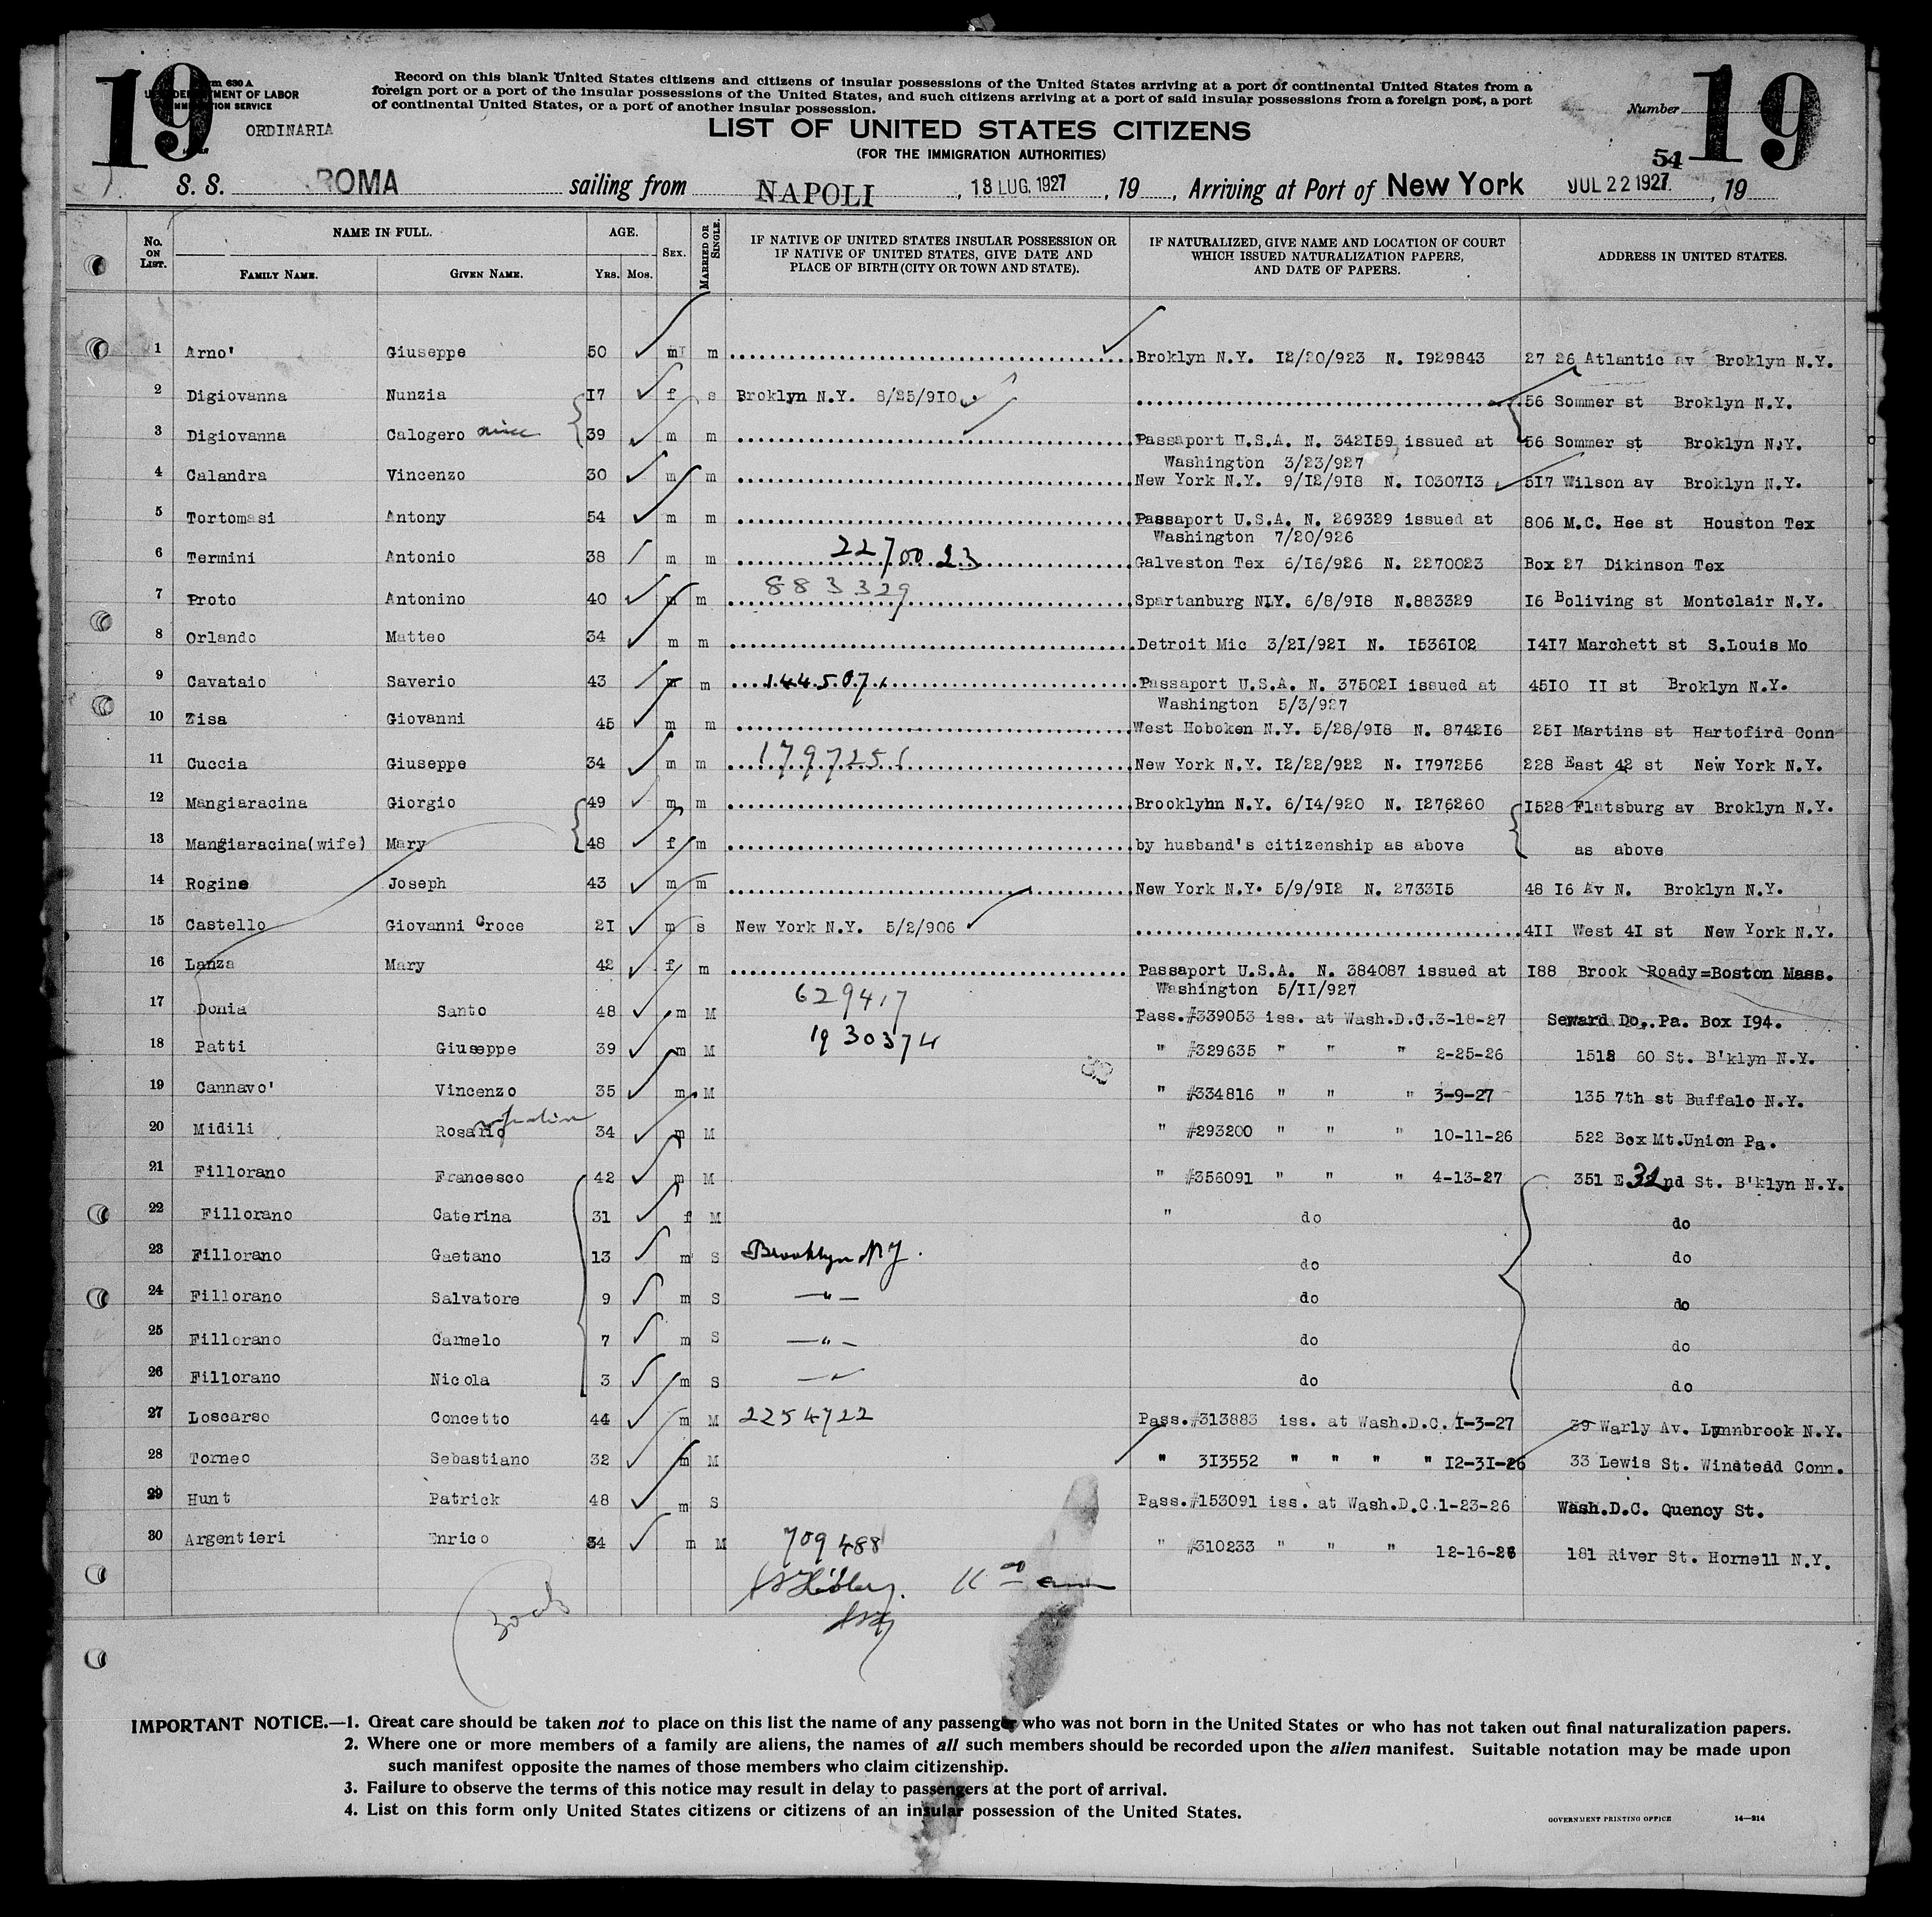 19
Form 630 A
U.S. DEPARTMENT OF LABOR
IMMIGRATION SERVICE
ORDINARIA
Record on this blank United States citizens and citizens of insular possessions of the United States arriving at a port of continental United States from a
foreign port or a port of the insular possessions of the United States, and such citizens arriving at a port of said insular possessions from a foreign port, a port
of continental United States, or a port of another insular possession.
Number 19
LIST OF UNITED STATES CITIZENS
(FOR THE IMMIGRATION AUTHORITIES)
54
S. S. ROMA sailing from NAPOLI, 18 LUG. 1927, 19, Arriving at Port of New York JUL 22 1927., 19
No. ON LIST. NAME IN FULL. AGE. SEX. MARRIED OR SINGLE. IF NATIVE OF UNITED STATES INSULAR POSSESSION OR IF NATIVE OF UNITED STATES, GIVE DATE AND PLACE OF BIRTH (CITY OR TOWN AND STATE). IF NATURALIZED, GIVE NAME AND LOCATION OF COURT WHICH ISSUED NATURALIZATION PAPERS, AND DATE OF PAPERS. ADDRESS IN UNITED STATES.
FAMILY NAME. GIVEN NAME. YRS. MOS.
1 Arno' Giuseppe 50 m m Broklyn N.Y. I2/20/923 N. I929843 27 26 Atlantic av Broklyn N.Y.
2 Digiovanna Nunzia I7 f s Broklyn N.Y. 8/25/9I0 56 Sommer st Broklyn N.Y.
3 Digiovanna Calogero 39 m m Passaport U.S.A. N. 342I59 issued at 56 Sommer st Broklyn N.Y.
Washington 3/23/927
4 Calandra Vincenzo 30 m m New York N.Y. 9/I2/9I8 N. I0307I3 5I7 Wilson av Broklyn N.Y.
5 Tortomasi Antony 54 m m Passaport U.S.A. N. 269329 issued at 806 M.C. Hee st Houston Tex
Washington 7/20/926
6 Termini Antonio 38 m m 2270023 Galveston Tex 6/I6/926 N. 2270023 Box 27 Dikinson Tex
7 Proto Antonino 40 m m 883329 Spartanburg N.Y. 6/8/9I8 N.883329 I6 Boliving st Montclair N.Y.
8 Orlando Matteo 34 m m Detroit Mic 3/2I/92I N. I536I02 I4I7 Marchett st S.Louis Mo
9 Cavataio Saverio 43 m m 144507 Passaport U.S.A. N. 37502I issued at 45I0 II st Broklyn N.Y.
Washington 5/3/927
10 Zisa Giovanni 45 m m West Hoboken N.Y. 5/28/9I8 N. 8742I6 25I Martins st Hartofird Conn
11 Cuccia Giuseppe 34 m m 1797256 New York N.Y. I2/22/922 N. I797256 228 East 42 st New York N.Y.
12 Mangiaracina Giorgio 49 m m Brooklyhn N.Y. 6/I4/920 N. I276260 I528 Flatsburg av Broklyn N.Y.
13 Mangiaracina(wife) Mary 48 f m by husband's citizenship as above as above
14 Rogine Joseph 43 m m New York N.Y. 5/9/9I2 N. 2733I5 48 I6 Av N. Broklyn N.Y.
15 Castello Giovanni Croce 2I m s New York N.Y. 5/2/906 4II West 4I st New York N.Y.
16 Lanza Mary 42 f m Passaport U.S.A. N. 384087 issued at I88 Brook Roady=Boston Mass.
Washington 5/II/927
17 Donia Santo 48 m M 629417 Pass.#339053 iss. at Wash.D.C.3-18-27 Seward Do,.Pa. Box I94.
18 Patti Giuseppe 39 m M 1930374 " #329635 " " " 2-25-26 1518 60 St. B'klyn N.Y.
19 Cannavo' Vincenzo 35 m M " #334816 " " " 3-9-27 135 7th st Buffalo N.Y.
20 Midili Rosario 34 m M " #293200 " " " 10-11-26 522 Box Mt.Union Pa.
21 Fillorano Francesco 42 m M " #356091 " " " 4-13-27 351 E 32nd St. B'klyn N.Y.
22 Fillorano Caterina 31 f M " do do
23 Fillorano Gaetano 13 m S Brooklyn NY. do do
24 Fillorano Salvatore 9 m S — " — do do
25 Fillorano Carmelo 7 m S — " — do do
26 Fillorano Nicola 3 m S — " do do
27 Loscarso Concetto 44 m M 2254722 Pass.#313883 iss. at Wash.D.C. I-3-27 39 Warly Av. Lynnbrook N.Y.
28 Torneo Sebastiano 32 m M " 3I3552 " " " " I2-3I-26 33 Lewis St. Winstedd Conn.
29 Hunt Patrick 48 m S Pass.#153091 iss. at Wash.D.C.1-23-26 Wash.D.C. Quency St.
30 Argentieri Enrico 34 m M 709488 " #310233 " " " 12-16-26 181 River St. Hornell N.Y.
IMPORTANT NOTICE.—1. Great care should be taken not to place on this list the name of any passenger who was not born in the United States or who has not taken out final naturalization papers.
2. Where one or more members of a family are aliens, the names of all such members should be recorded upon the alien manifest. Suitable notation may be made upon
such manifest opposite the names of those members who claim citizenship.
3. Failure to observe the terms of this notice may result in delay to passengers at the port of arrival.
4. List on this form only United States citizens or citizens of an insular possession of the United States.
GOVERNMENT PRINTING OFFICE 14—214